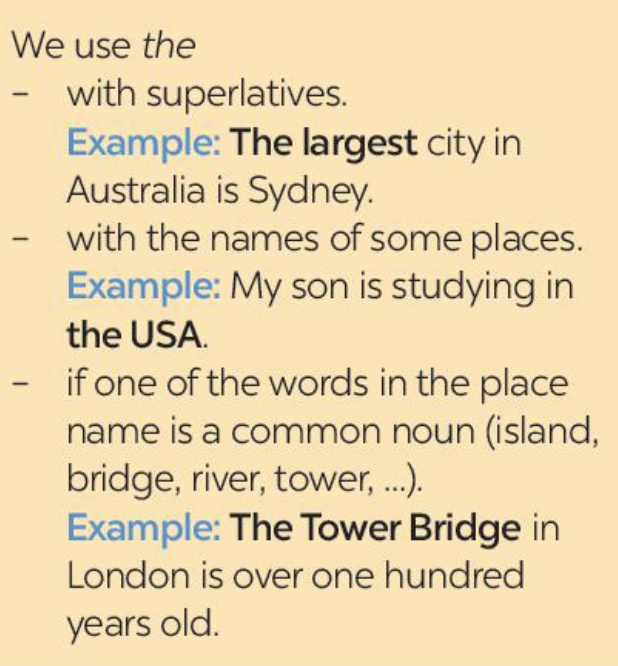 We use the
– with superlatives.
Example: The largest city in
Australia is Sydney.
– with the names of some places.
Example: My son is studying in
the USA.
– if one of the words in the place
name is a common noun (island,
bridge, river, tower, ...).
Example: The Tower Bridge in
London is over one hundred
years old.